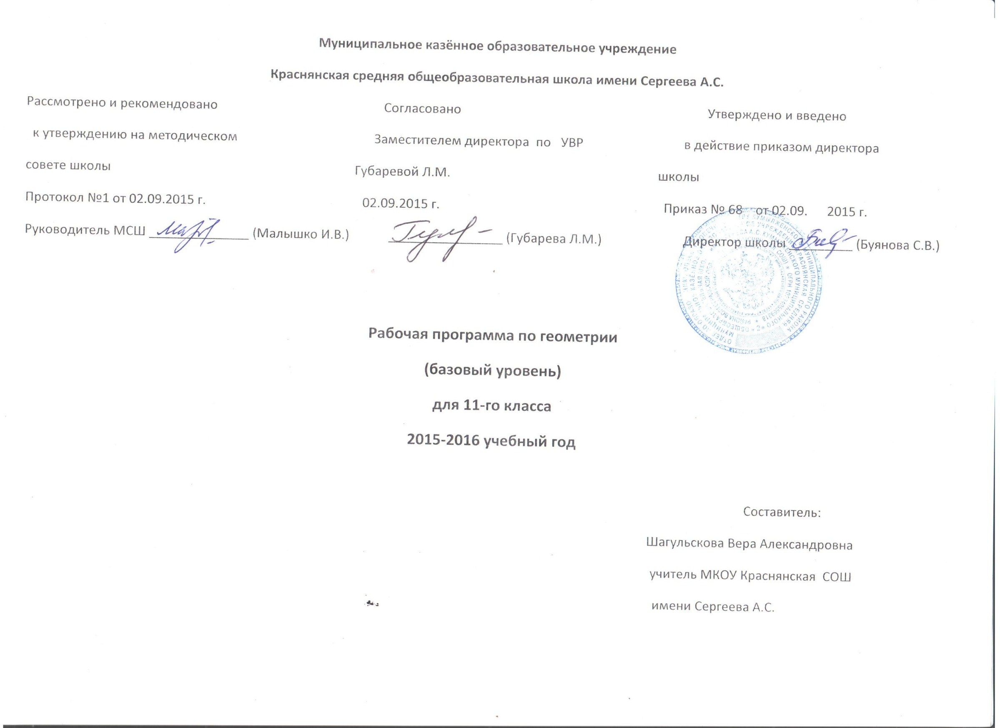 Муниципальное казённое образовательное учреждение
Краснянская средняя общеобразовательная школа имени Сергеева А.С.
Рассмотрено и рекомендовано
к утверждению на методическом
совете школы
Протокол №1 от 02.09.2015 г.
Руководитель МСШ (Малышко И.В.)
Согласовано
Заместителем директора по УВР
Губаревой Л.М.
02.09.2015 г.
(Губарева Л.М.)
Утверждено и введено
в действие приказом директора
школы
Приказ № 68 от 02.09. 2015 г.
Директор школы (Буянова С.В.)
Рабочая программа по геометрии
(базовый уровень)
для 11-го класса
2015-2016 учебный год
Составитель:
Шагульскова Вера Александровна
учитель МКОУ Краснянская СОШ
имени Сергеева А.С.